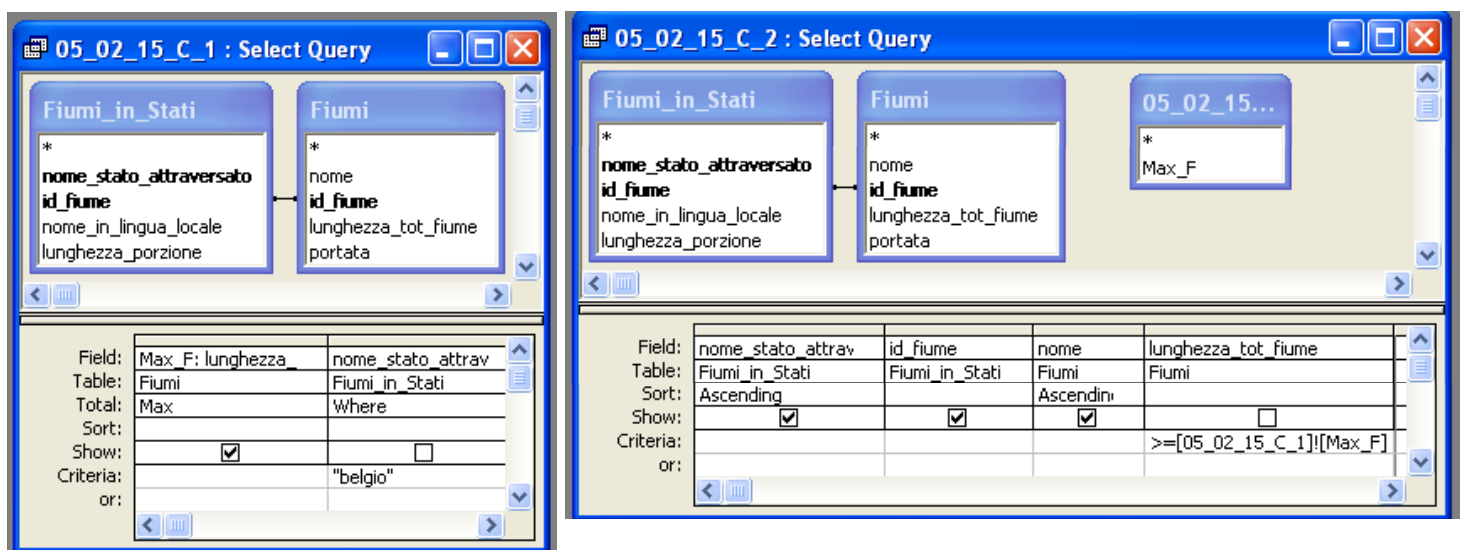 05_02_15_C_1 : Select Query
Fiumi_in_Stati
*
nome_stato_attraversato
id_fiume
nome_in_lingua_locale
lunghezza_porzione
Fiumi
*
nome
id_fiume
lunghezza_tot_fiume
portata
Field: Max_F: lunghezza_ nome_stato_attrav
Table: Fiumi Fiumi_in_Stati
Total: Max Where
Sort:
Show:
Criteria: "belgio"
or:
05_02_15_C_2 : Select Query
Fiumi_in_Stati
*
nome_stato_attraversato
id_fiume
nome_in_lingua_locale
lunghezza_porzione
Fiumi
*
nome
id_fiume
lunghezza_tot_fiume
portata
05_02_15...
*
Max_F
Field: nome_stato_attrav id_fiume nome lunghezza_tot_fiume
Table: Fiumi_in_Stati Fiumi_in_Stati Fiumi Fiumi
Sort: Ascending Ascendin
Show:
Criteria: >=[05_02_15_C_1]![Max_F]
or: